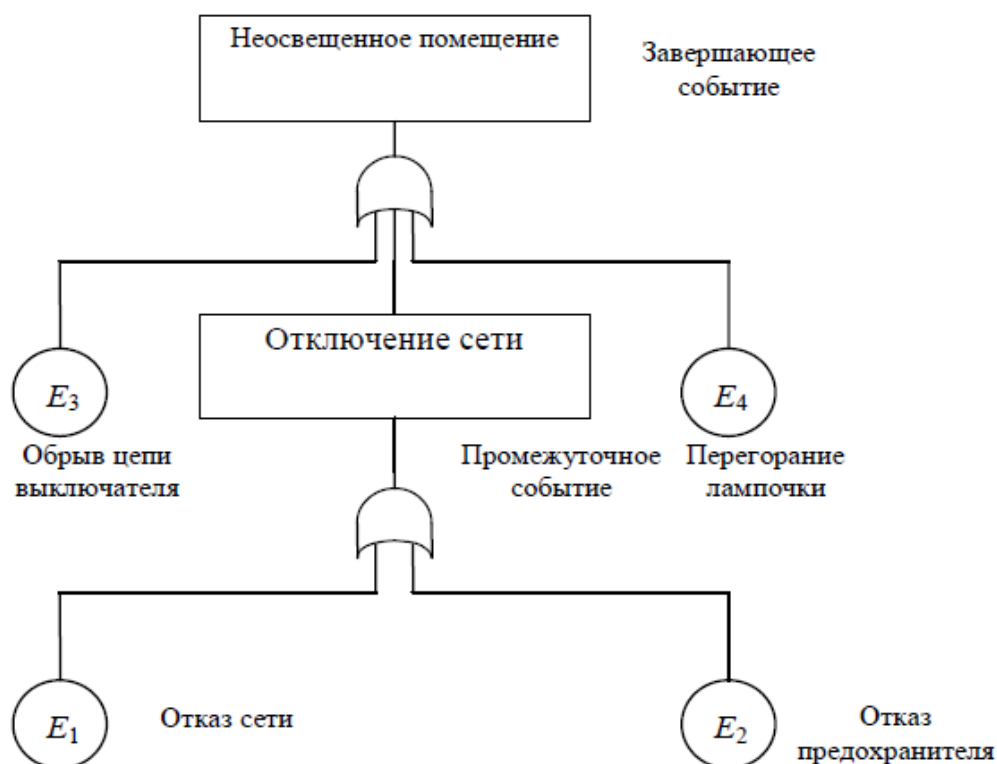 Неосвещенное помещение
Завершающее
событие
Отключение сети
E3
E4
Обрыв цепи
выключателя
Промежуточное
событие
Перегорание
лампочки
E1
Отказ сети
E2
Отказ
предохранителя